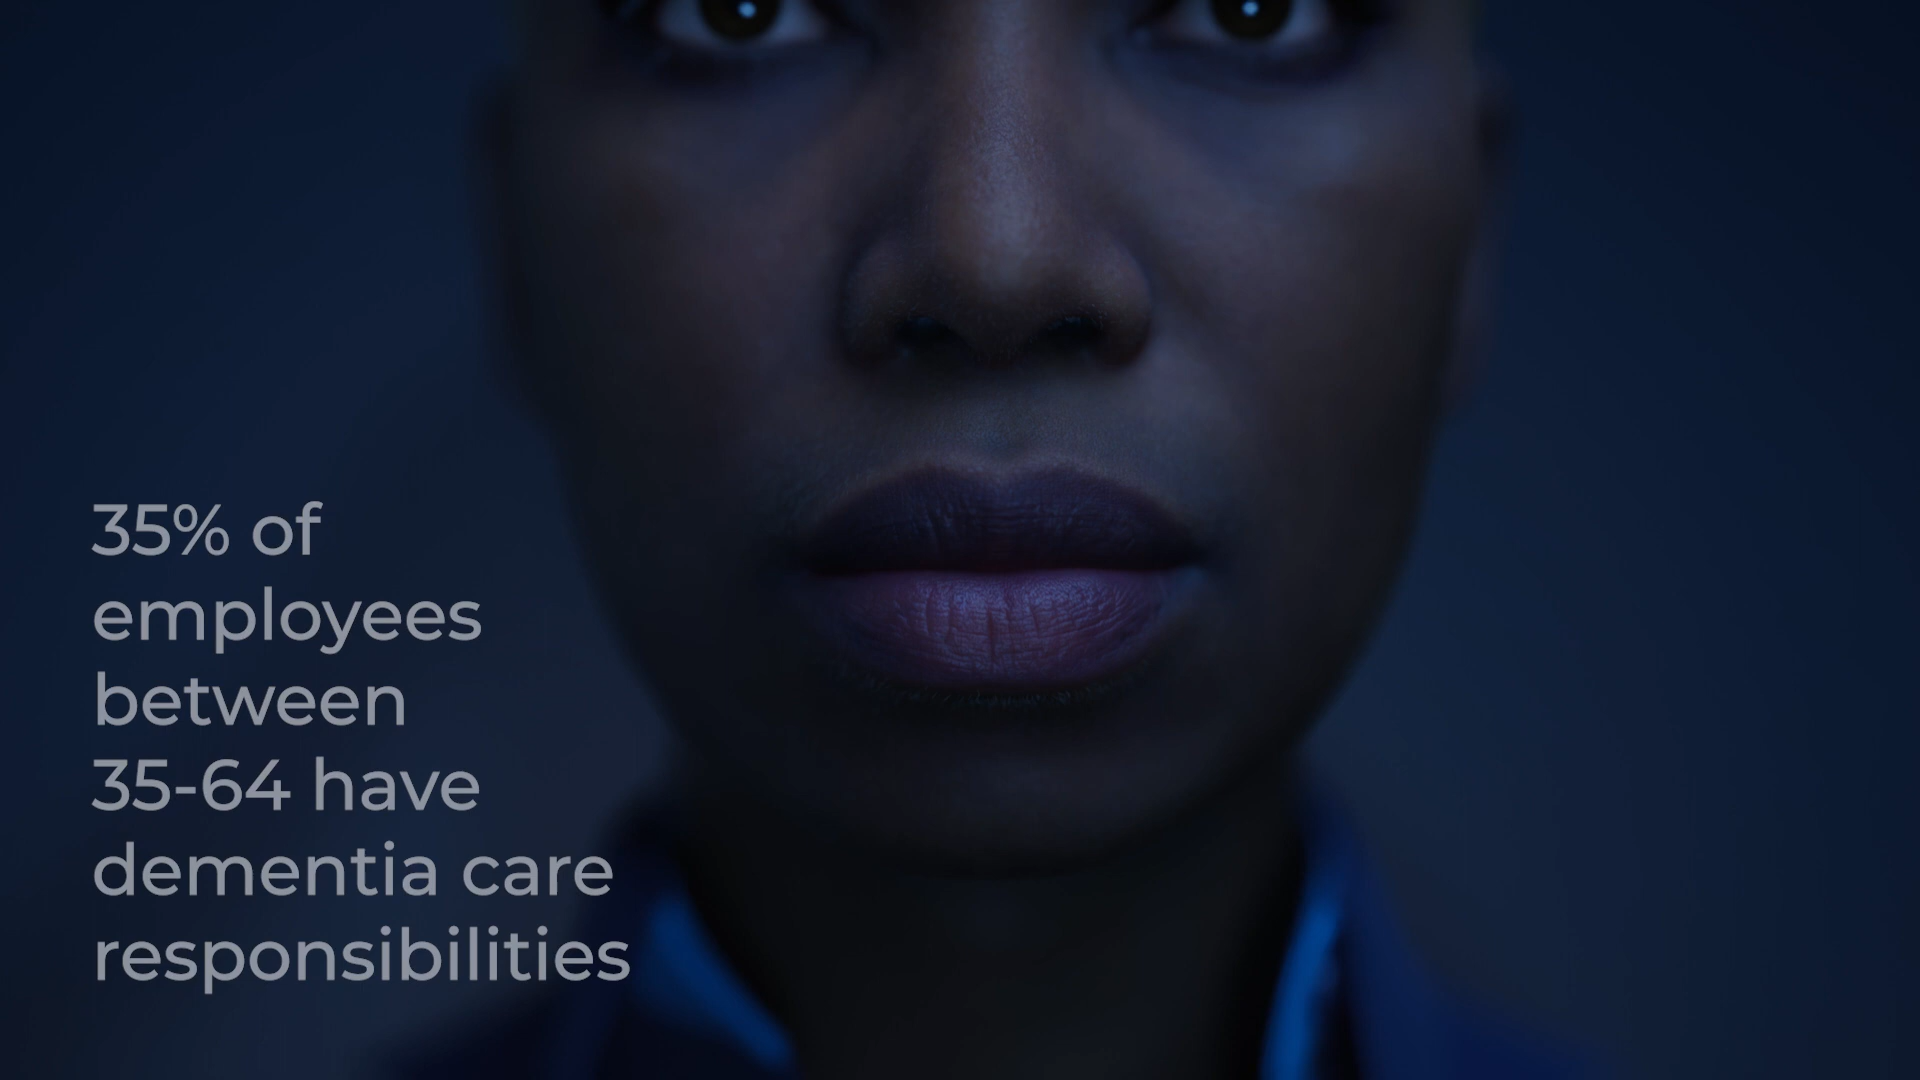 35% of
employees
between
35-64 have
dementia care
responsibilities